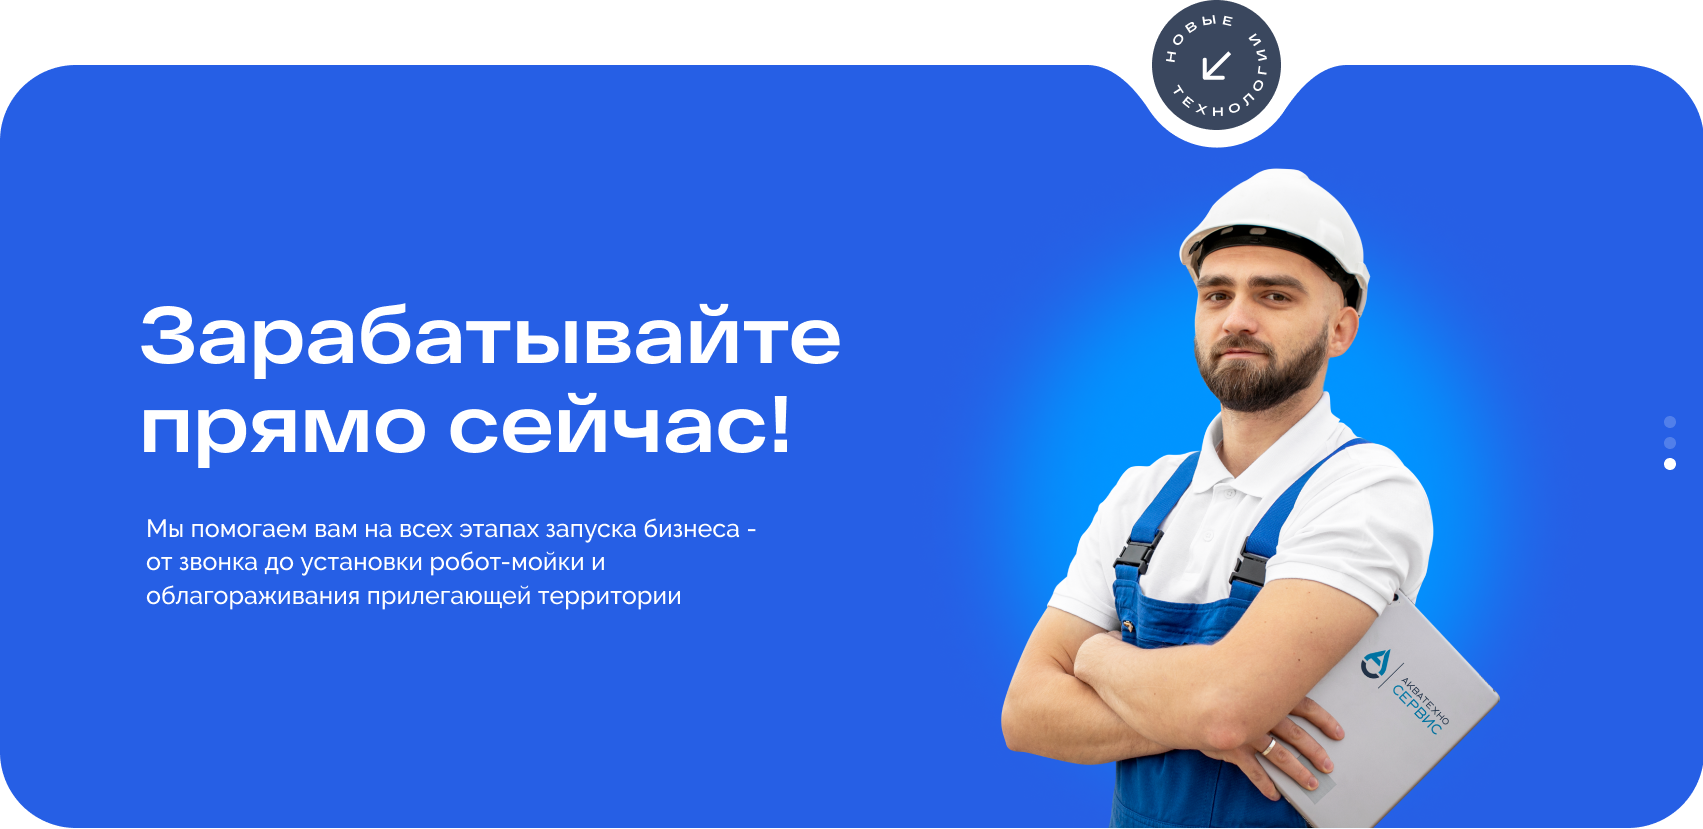 НОВЫЕ ТЕХНОЛОГИИ
Зарабатывайте
прямо сейчас!
Мы помогаем вам на всех этапах запуска бизнеса -
от звонка до установки робот-мойки и
облагораживания прилегающей территории
АКВАТЕХНО
СЕРВИС